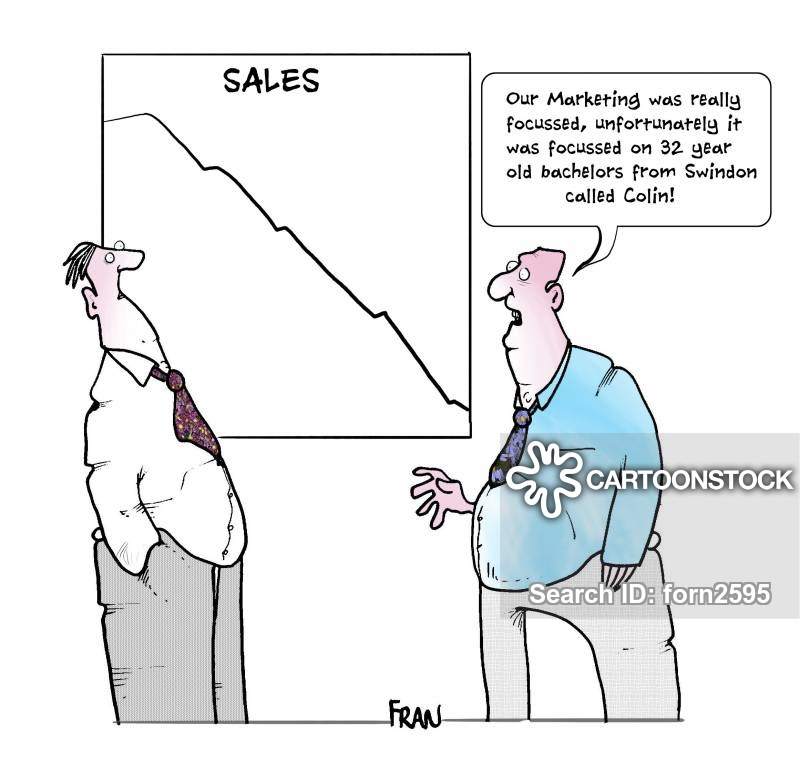 SALES
Our Marketing was really
focussed, unfortunately it
was focussed on 32 year
old bachelors from Swindon
called Colin!
CARTOONSTOCK
Search ID: forn2595
FRAN